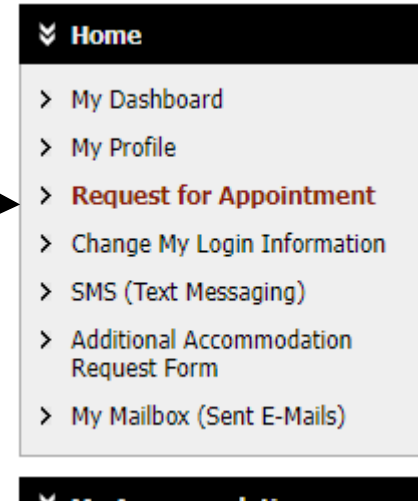 Home
My Dashboard
My Profile
Request for Appointment
Change My Login Information
SMS (Text Messaging)
Additional Accommodation
Request Form
My Mailbox (Sent E-Mails)